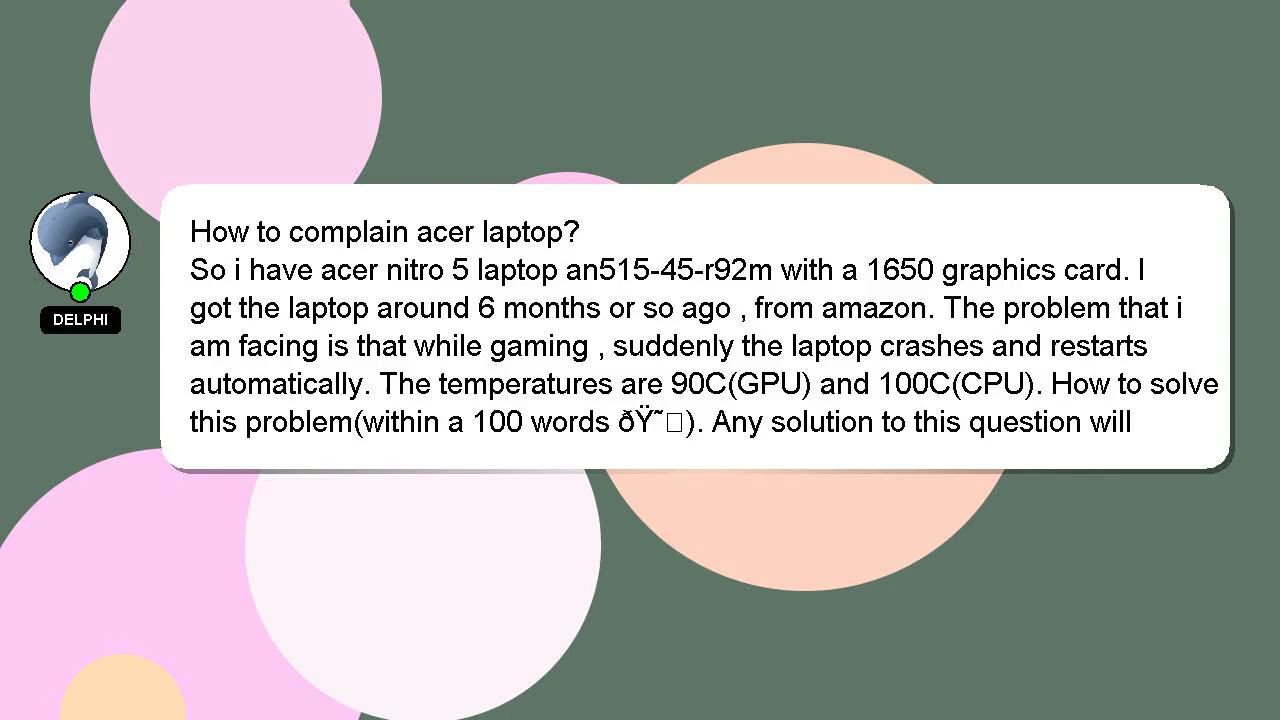 How to complain acer laptop?
So i have acer nitro 5 laptop an515-45-r92m with a 1650 graphics card. I
got the laptop around 6 months or so ago , from amazon. The problem that i
am facing is that while gaming , suddenly the laptop crashes and restarts
automatically. The temperatures are 90C(GPU) and 100C(CPU). How to solve
this problem(within a 100 words ðŸ˜□). Any solution to this question will
DELPHI